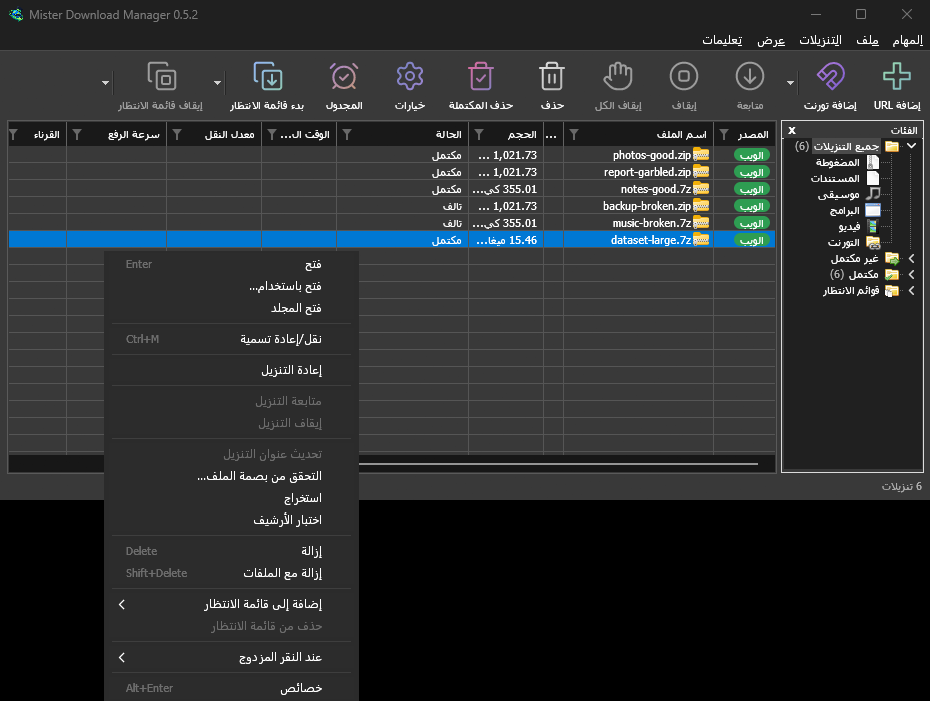 Mister Download Manager 0.5.2
المهام ملف التنزيلات عرض تعليمات
إضافة URL إضافة تورنت متابعة إيقاف إيقاف الكل حذف حذف المكتملة خيارات المجدول بدء قائمة الانتظار إيقاف قائمة الانتظار
الفئات x
جميع التنزيلات (6)
المضغوطة
المستندات
موسيقى
البرامج
فيديو
التورنت
غير مكتمل
مكتمل (6)
قوائم الانتظار
المصدر اسم الملف ... الحجم الحالة الوقت ال... معدل النقل سرعة الرفع القرناء
الويب photos-good.zip 1,021.73 ... مكتمل
الويب report-garbled.zip 1,021.73 ... مكتمل
الويب notes-good.7z 355.01 كي... مكتمل
الويب backup-broken.zip 1,021.73 ... تالف
الويب music-broken.7z 355.01 كي... تالف
الويب dataset-large.7z 15.46 ميغا... مكتمل
فتح Enter
فتح باستخدام...
فتح المجلد
نقل/إعادة تسمية Ctrl+M
إعادة التنزيل
متابعة التنزيل
إيقاف التنزيل
تحديث عنوان التنزيل
التحقق من بصمة الملف...
استخراج
اختبار الأرشيف
إزالة Delete
إزالة مع الملفات Shift+Delete
إضافة إلى قائمة الانتظار
حذف من قائمة الانتظار
عند النقر المزدوج
خصائص Alt+Enter
6 تنزيلات